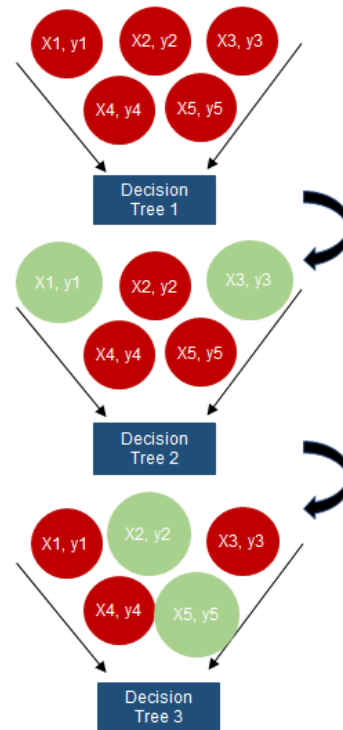 X1, y1
X2, y2
X3, y3
X4, y4
X5, y5
Decision
Tree 1
X1, y1
X2, y2
X3, y3
X4, y4
X5, y5
Decision
Tree 2
X1, y1
X2, y2
X3, y3
X4, y4
X5, y5
Decision
Tree 3